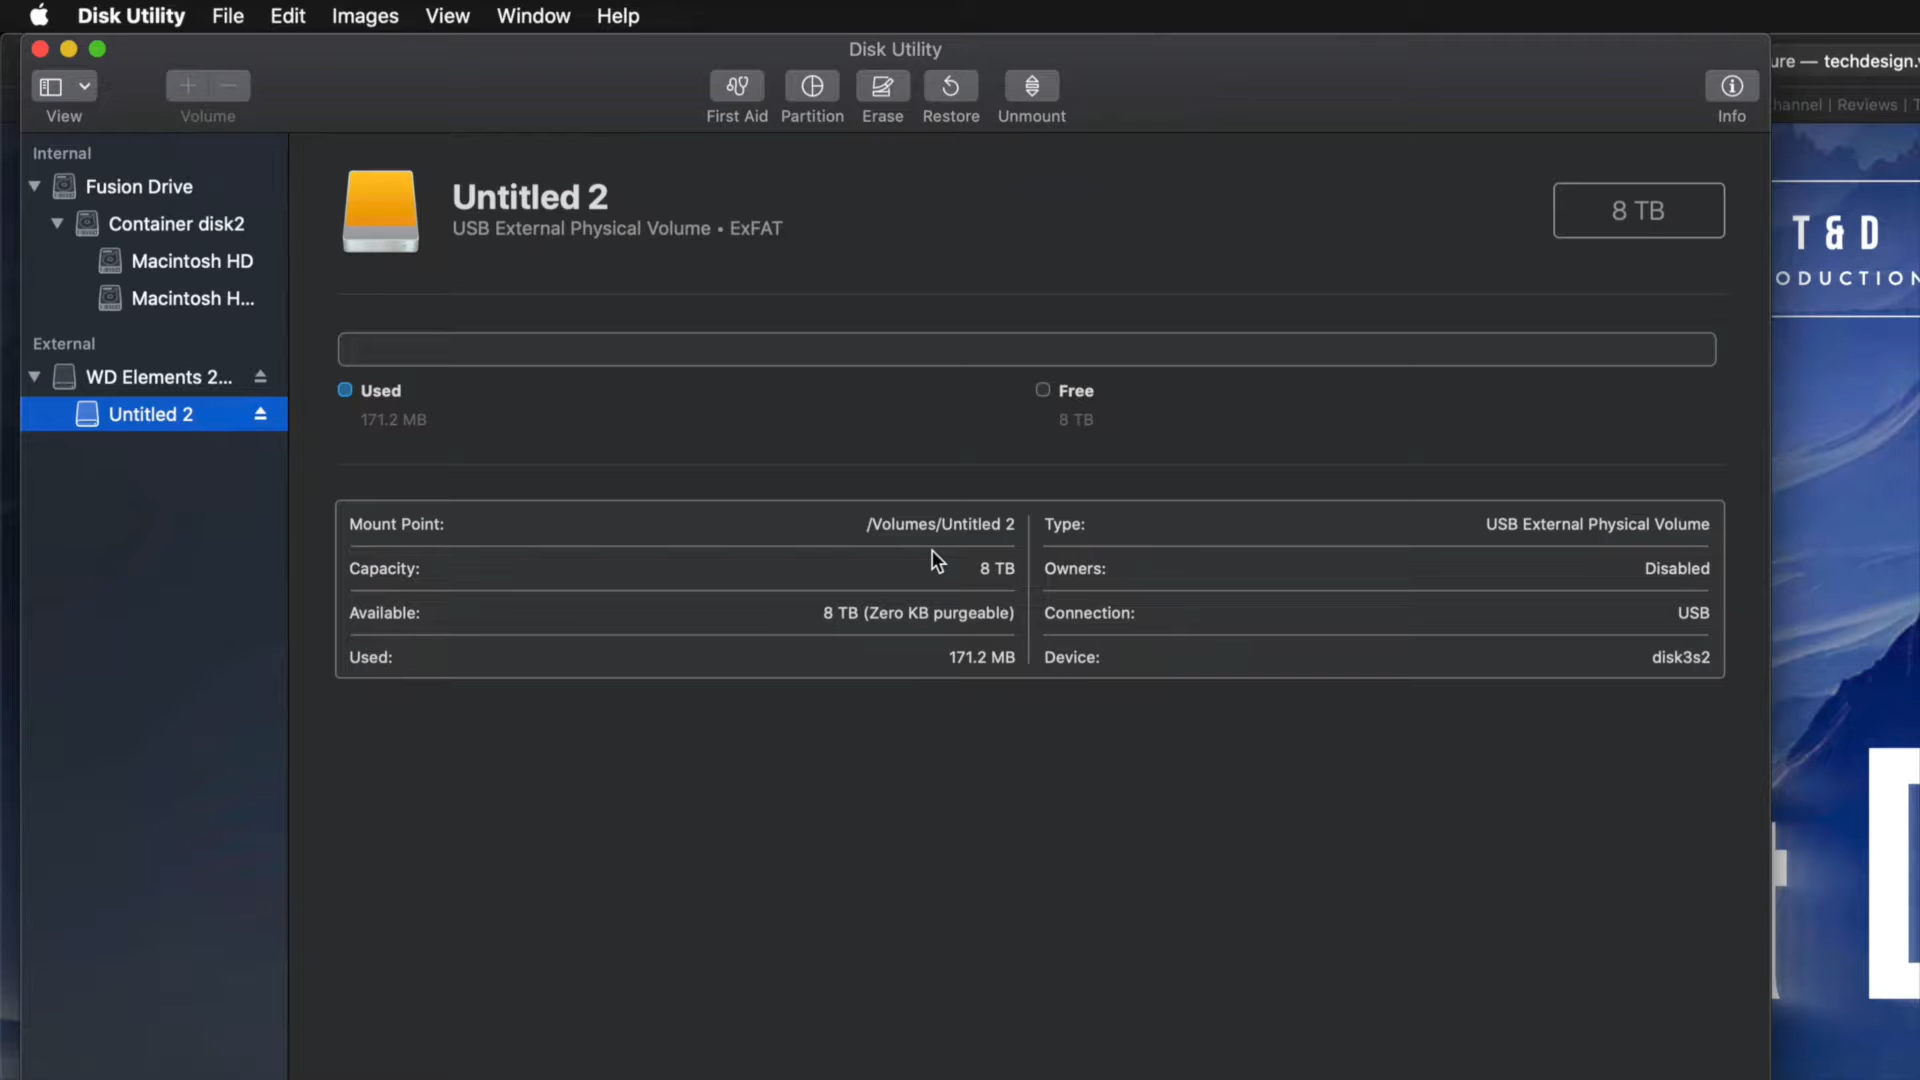 Disk Utility File Edit Images View Window Help
Disk Utility
View
Volume
First Aid Partition Erase Restore Unmount
Info
Internal
Fusion Drive
Container disk2
Macintosh HD
Macintosh H...
External
WD Elements 2...
Untitled 2
Untitled 2
USB External Physical Volume • ExFAT
8 TB
Used
171.2 MB
Free
8 TB
Mount Point: /Volumes/Untitled 2
Capacity: 8 TB
Available: 8 TB (Zero KB purgeable)
Used: 171.2 MB
Type: USB External Physical Volume
Owners: Disabled
Connection: USB
Device: disk3s2
ure — techdesign.
hannel | Reviews | T
T & D
ODUCTION